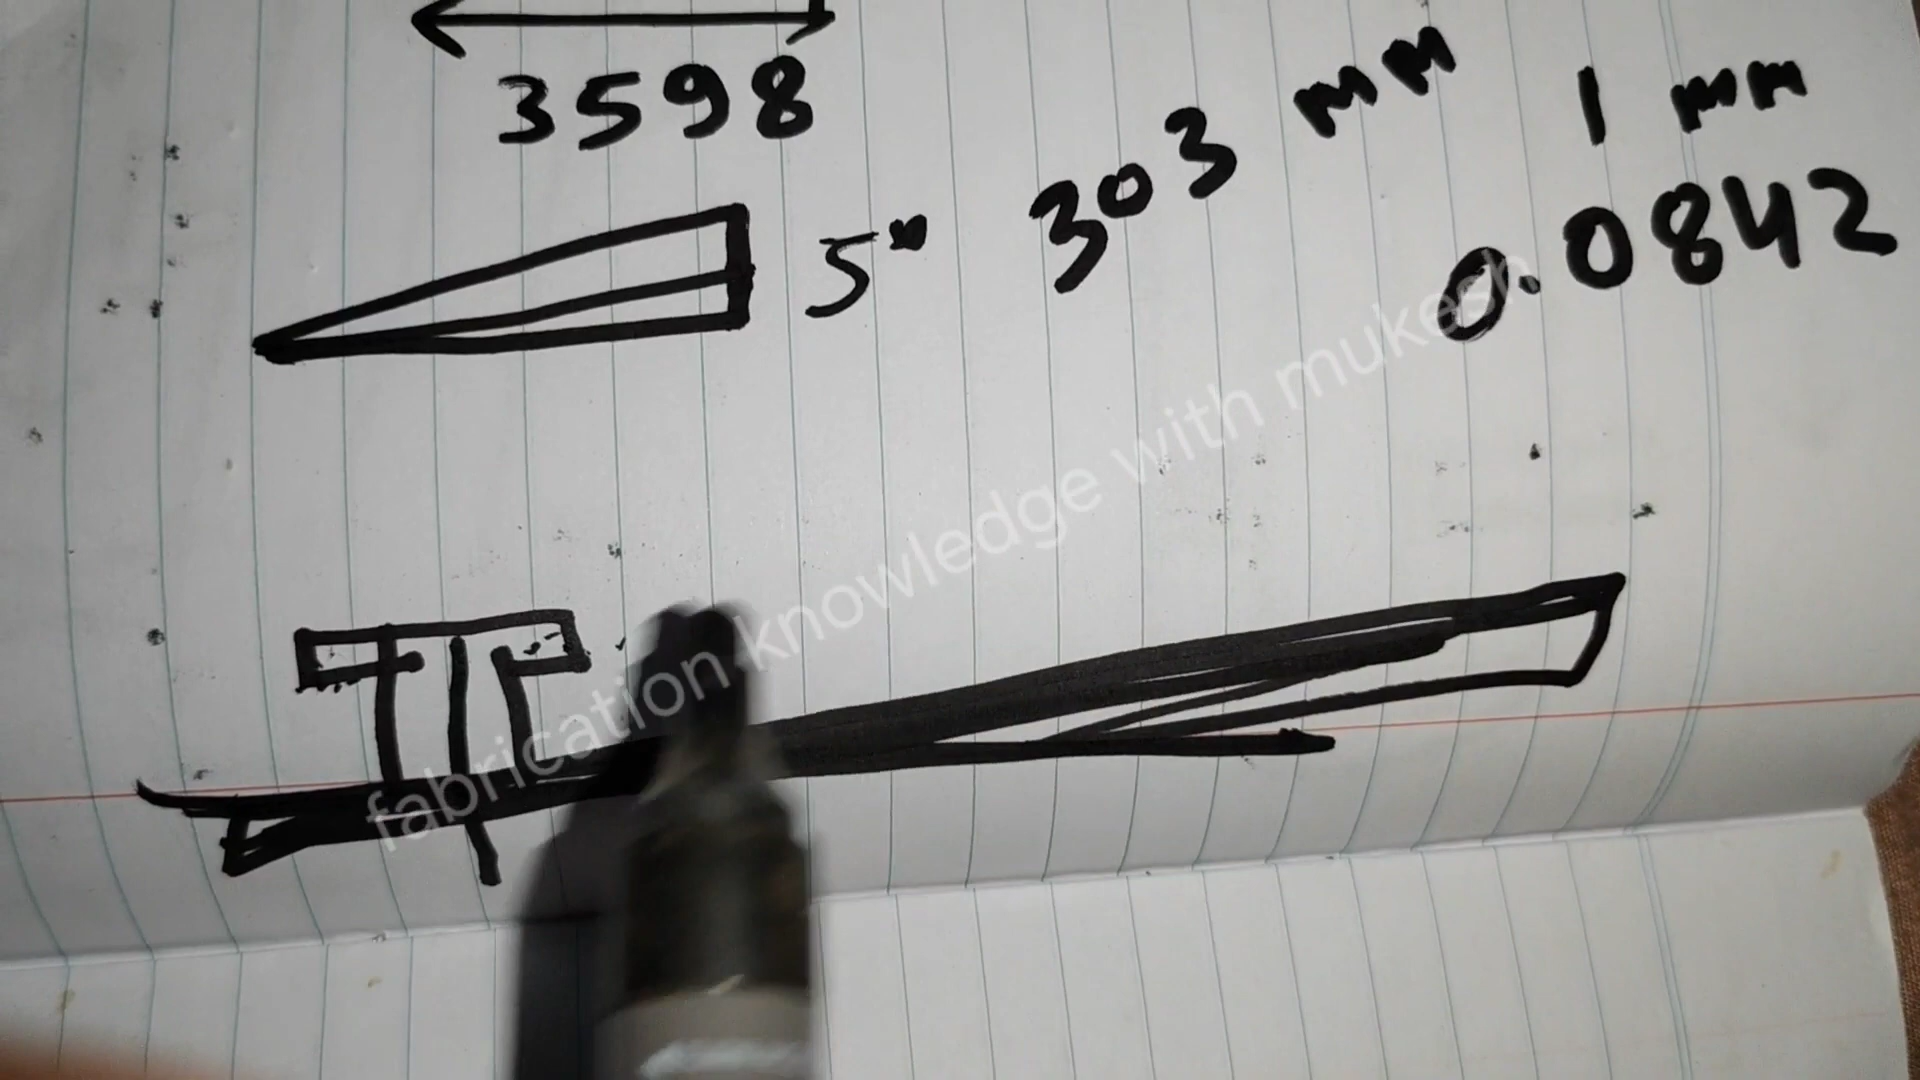 3598
303 mm
1 mm
5°
0.0842
fabrication knowledge with mukesh